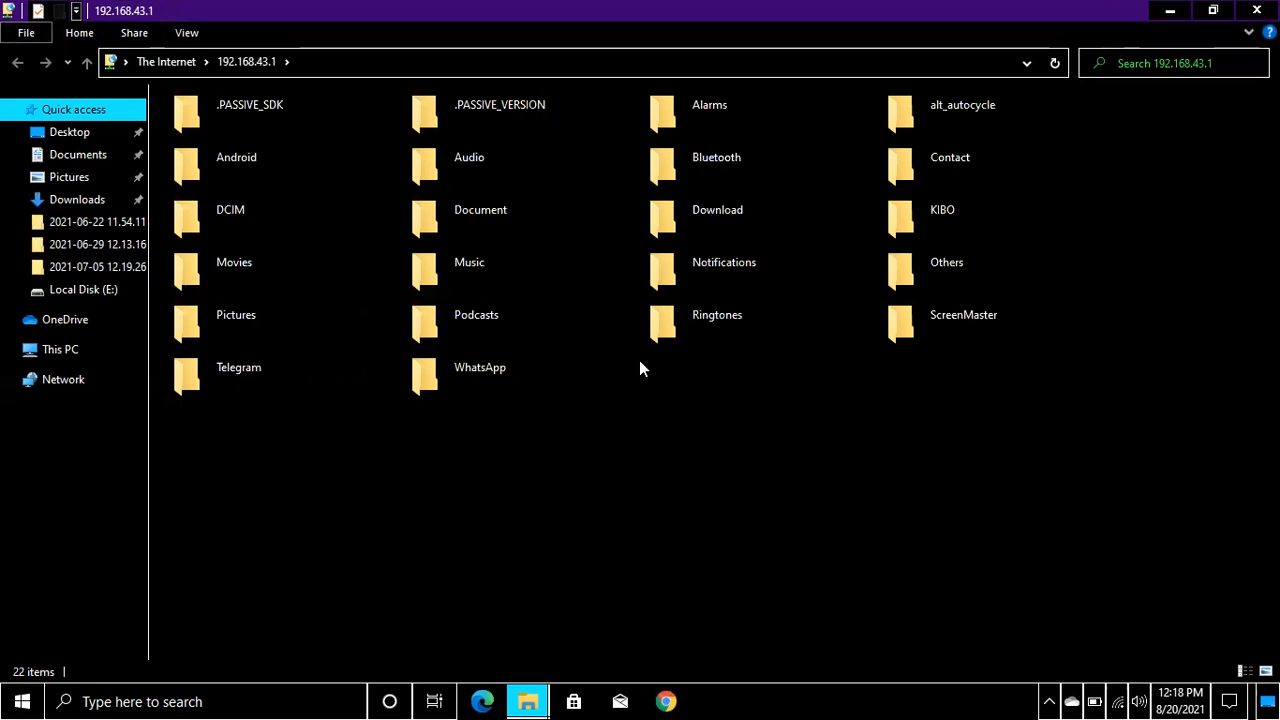 192.168.43.1
File Home Share View
The Internet 192.168.43.1
Search 192.168.43.1
Quick access
Desktop
Documents
Pictures
Downloads
2021-06-22 11.54.11
2021-06-29 12.13.16
2021-07-05 12.19.26
Local Disk (E:)
OneDrive
This PC
Network
.PASSIVE_SDK .PASSIVE_VERSION Alarms alt_autocycle
Android Audio Bluetooth Contact
DCIM Document Download KIBO
Movies Music Notifications Others
Pictures Podcasts Ringtones ScreenMaster
Telegram WhatsApp
22 items
Type here to search
12:18 PM
8/20/2021